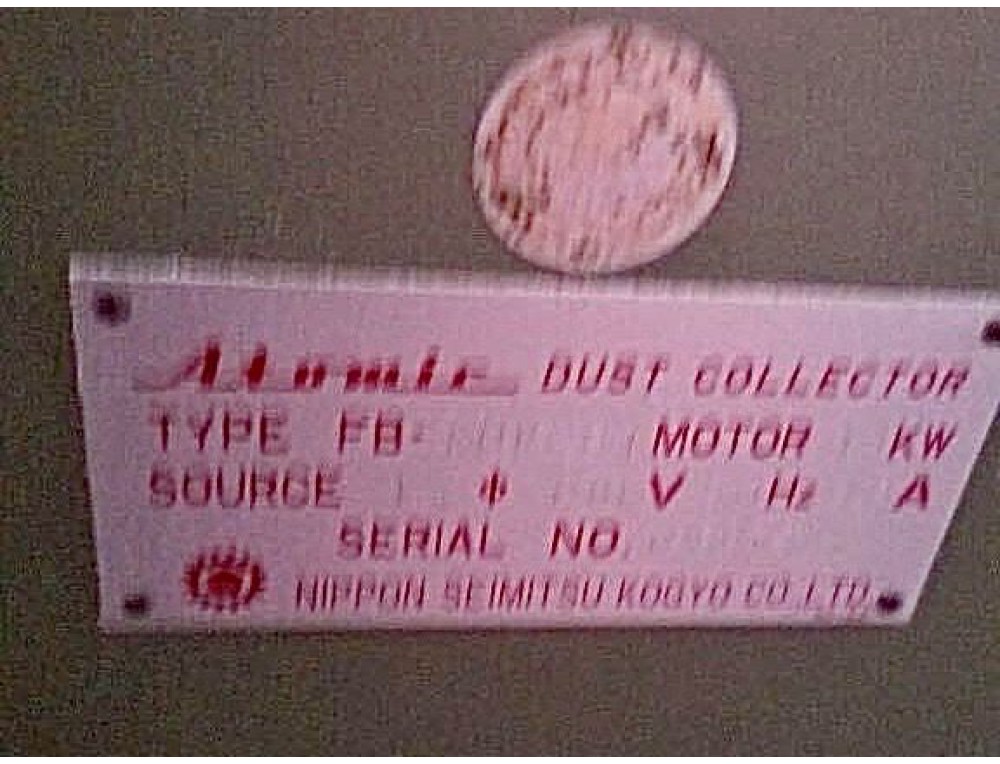 Atomic DUST COLLECTOR
TYPE FB- MOTOR KW
SOURCE ϕ V Hz A
SERIAL NO.
NIPPON SEIMITSU KOGYO CO.LTD.